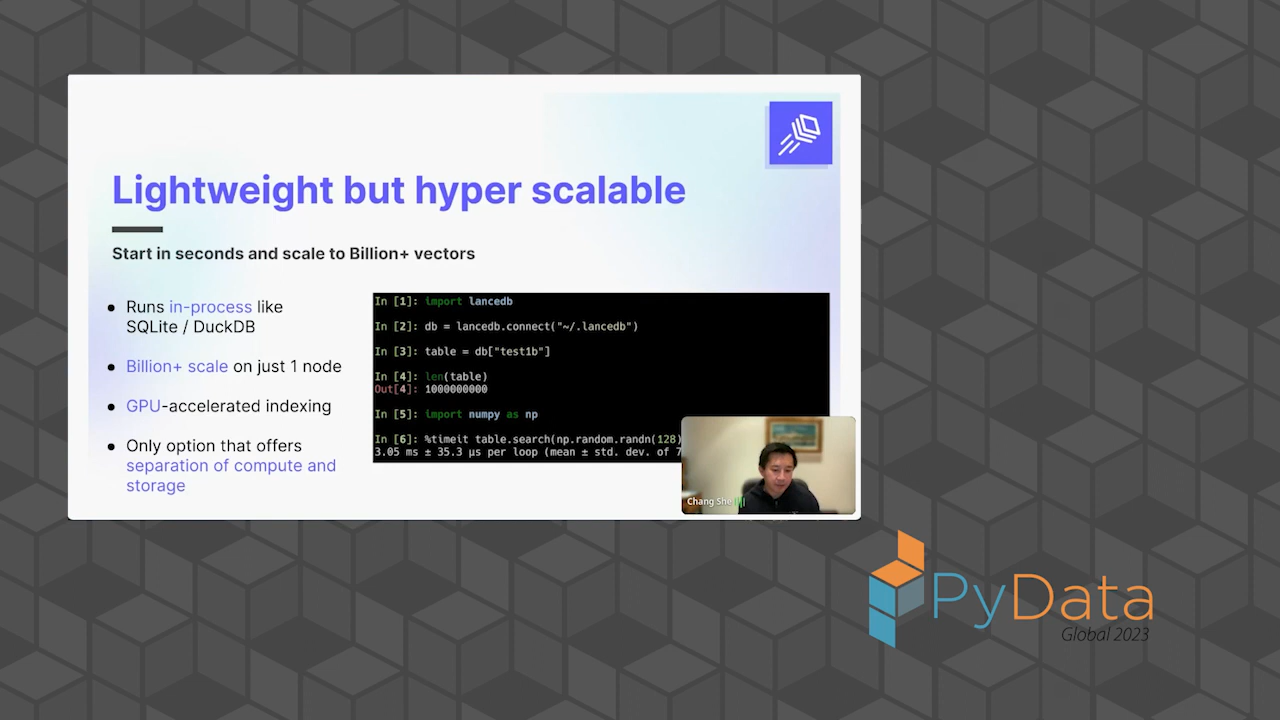 Lightweight but hyper scalable
Start in seconds and scale to Billion+ vectors
Runs in-process like
SQLite / DuckDB
Billion+ scale on just 1 node
GPU-accelerated indexing
Only option that offers
separation of compute and
storage
In [1]: import lancedb
In [2]: db = lancedb.connect("~/.lancedb")
In [3]: table = db["test1b"]
In [4]: len(table)
Out[4]: 1000000000
In [5]: import numpy as np
In [6]: %timeit table.search(np.random.randn(128)
3.05 ms ± 35.3 µs per loop (mean ± std. dev. of 7
Chang She
PyData
Global 2023